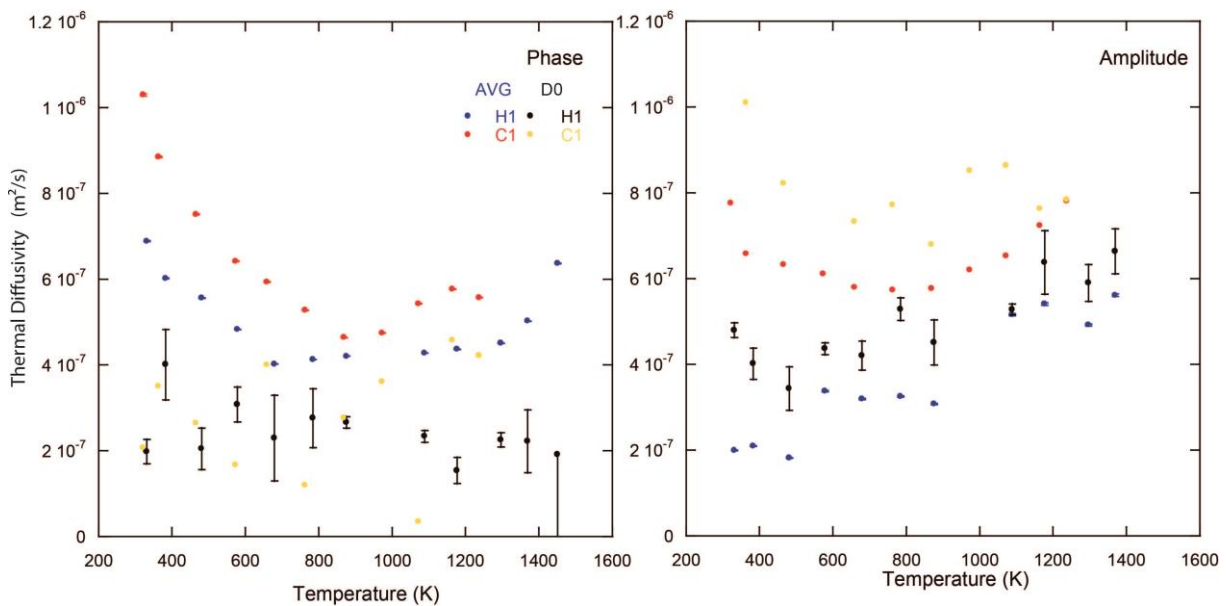 1.2 10⁻⁶
1 10⁻⁶
8 10⁻⁷
6 10⁻⁷
4 10⁻⁷
2 10⁻⁷
0
Thermal Diffusivity (m²/s)
Phase
AVG D0
H1 H1
C1 C1
200 400 600 800 1000 1200 1400 1600
Temperature (K)
1.2 10⁻⁶
1 10⁻⁶
8 10⁻⁷
6 10⁻⁷
4 10⁻⁷
2 10⁻⁷
0
Amplitude
200 400 600 800 1000 1200 1400 1600
Temperature (K)